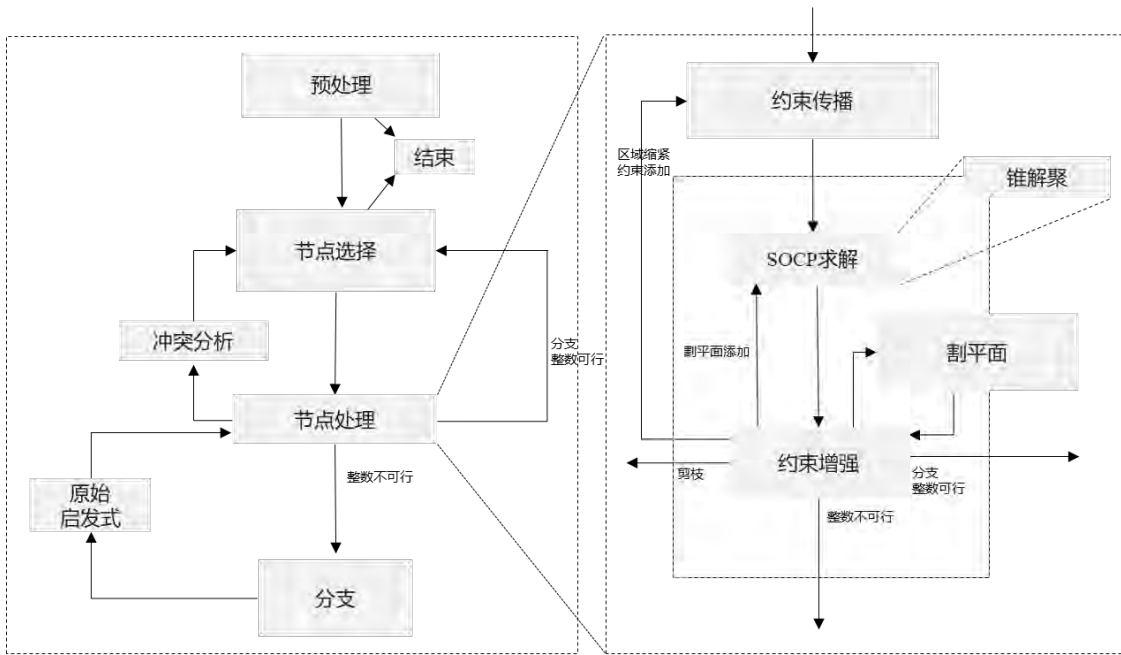 预处理
结束
节点选择
冲突分析
分支
整数可行
节点处理
整数不可行
原始
启发式
分支
约束传播
区域缩紧
约束添加
锥解聚
SOCP求解
割平面添加
割平面
约束增强
剪枝
分支
整数可行
整数不可行